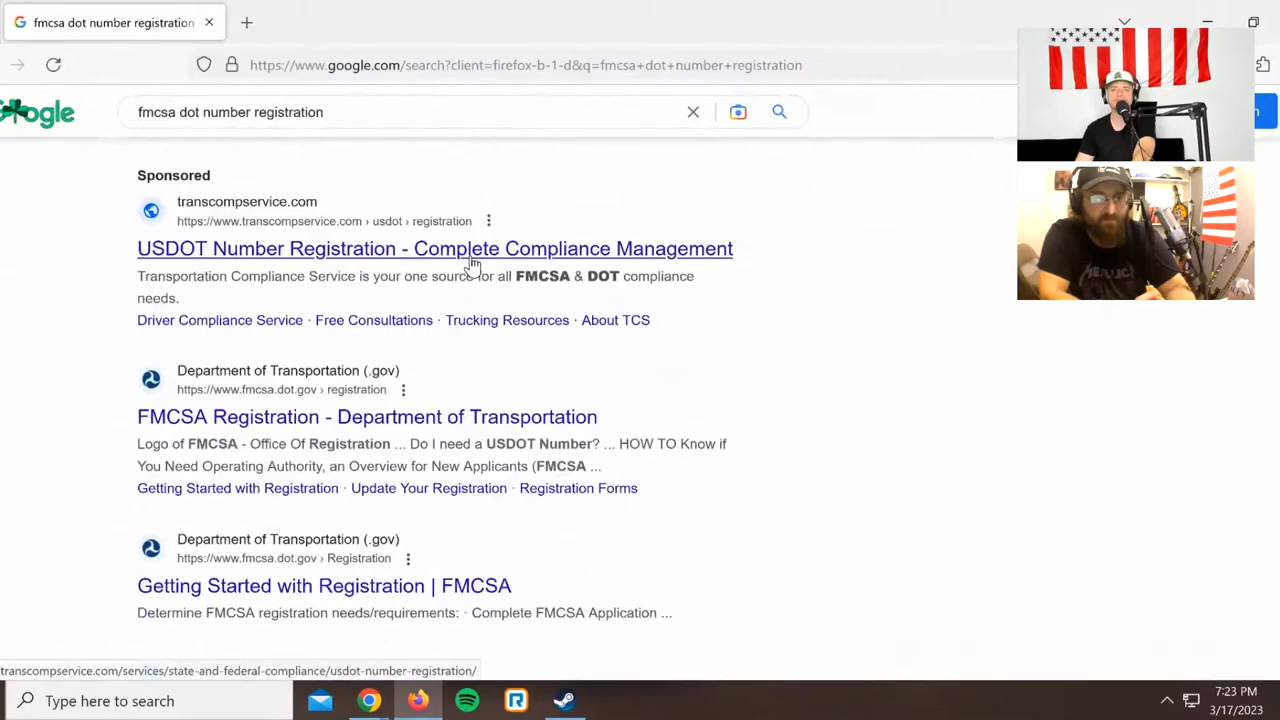 fmcsa dot number registration
https://www.google.com/search?client=firefox-b-1-d&q=fmcsa+dot+number+registration
ogle
fmcsa dot number registration
Sponsored
transcompservice.com
https://www.transcompservice.com › usdot › registration
USDOT Number Registration - Complete Compliance Management
Transportation Compliance Service is your one source for all FMCSA & DOT compliance
needs.
Driver Compliance Service · Free Consultations · Trucking Resources · About TCS
Department of Transportation (.gov)
https://www.fmcsa.dot.gov › registration
FMCSA Registration - Department of Transportation
Logo of FMCSA - Office Of Registration ... Do I need a USDOT Number? ... HOW TO Know if
You Need Operating Authority, an Overview for New Applicants (FMCSA ...
Getting Started with Registration · Update Your Registration · Registration Forms
Department of Transportation (.gov)
https://www.fmcsa.dot.gov › Registration
Getting Started with Registration | FMCSA
Determine FMCSA registration needs/requirements: · Complete FMCSA Application ...
transcompservice.com/services/state-and-federal-compliance/usdot-number-registration/
Type here to search
7:23 PM
3/17/2023